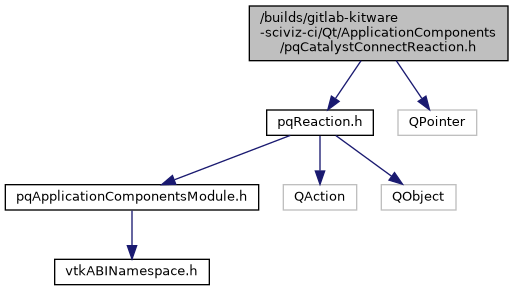 /builds/gitlab-kitware
-sciviz-ci/Qt/ApplicationComponents
/pqCatalystConnectReaction.h
pqReaction.h
QPointer
pqApplicationComponentsModule.h
QAction
QObject
vtkABINamespace.h